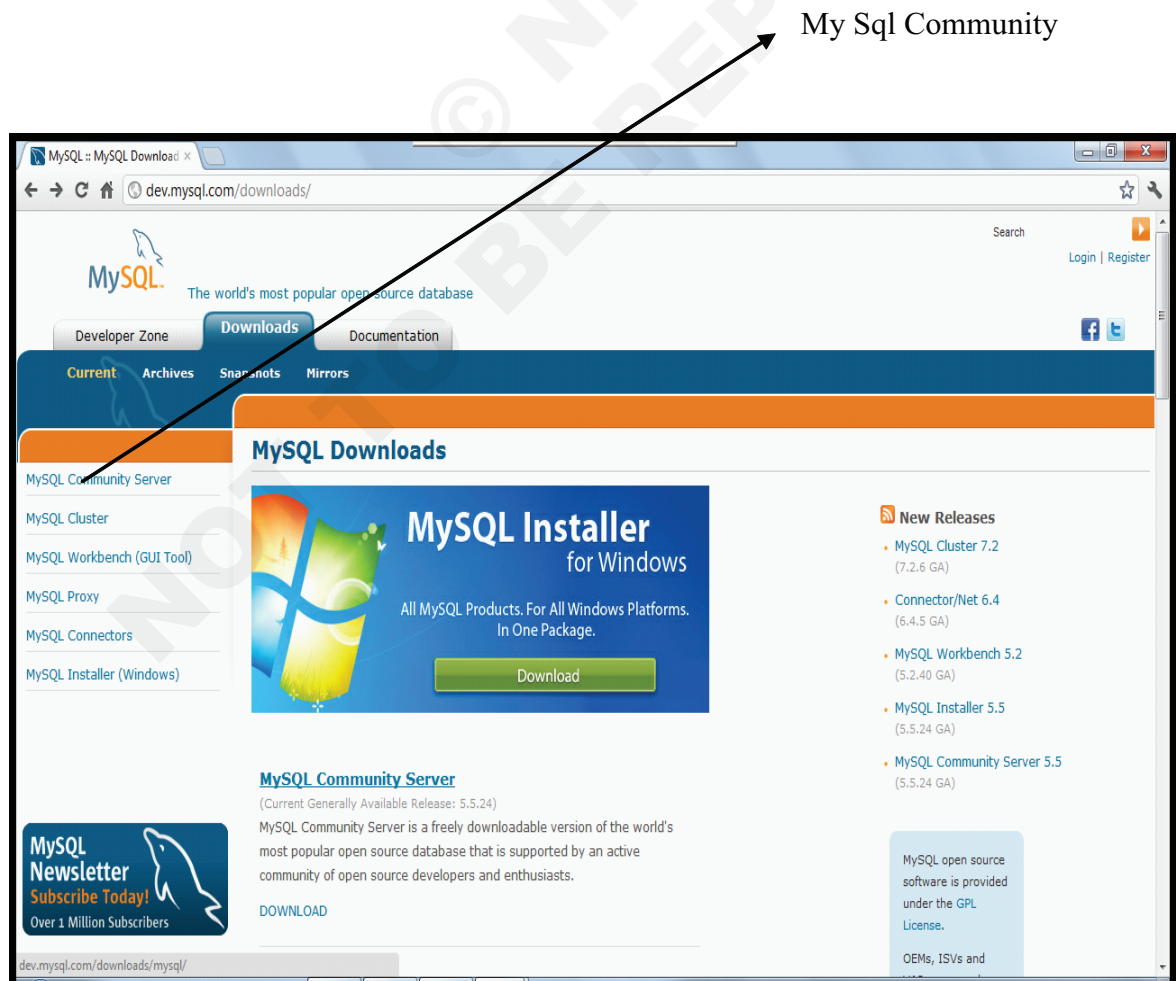 My Sql Community
MySQL :: MySQL Download ×
dev.mysql.com/downloads/
Search
Login | Register
MySQL™
The world's most popular open source database
Developer Zone
Downloads
Documentation
Current
Archives
Snapshots
Mirrors
MySQL Community Server
MySQL Cluster
MySQL Workbench (GUI Tool)
MySQL Proxy
MySQL Connectors
MySQL Installer (Windows)
MySQL Downloads
MySQL Installer
for Windows
All MySQL Products. For All Windows Platforms.
In One Package.
Download
MySQL Community Server
(Current Generally Available Release: 5.5.24)
MySQL Community Server is a freely downloadable version of the world's
most popular open source database that is supported by an active
community of open source developers and enthusiasts.
DOWNLOAD
New Releases
MySQL Cluster 7.2
(7.2.6 GA)
Connector/Net 6.4
(6.4.5 GA)
MySQL Workbench 5.2
(5.2.40 GA)
MySQL Installer 5.5
(5.5.24 GA)
MySQL Community Server 5.5
(5.5.24 GA)
MySQL open source
software is provided
under the GPL
License.
OEMs, ISVs and
MySQL
Newsletter
Subscribe Today!
Over 1 Million Subscribers
dev.mysql.com/downloads/mysql/
NOT TO BE REP